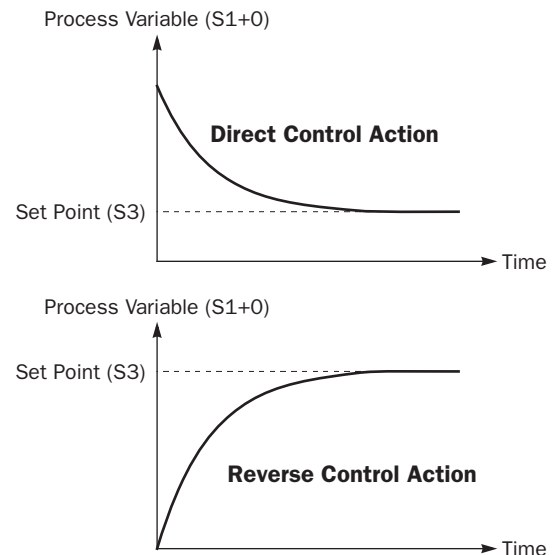 Process Variable (S1+0)
Direct Control Action
Set Point (S3)
Time
Process Variable (S1+0)
Set Point (S3)
Reverse Control Action
Time